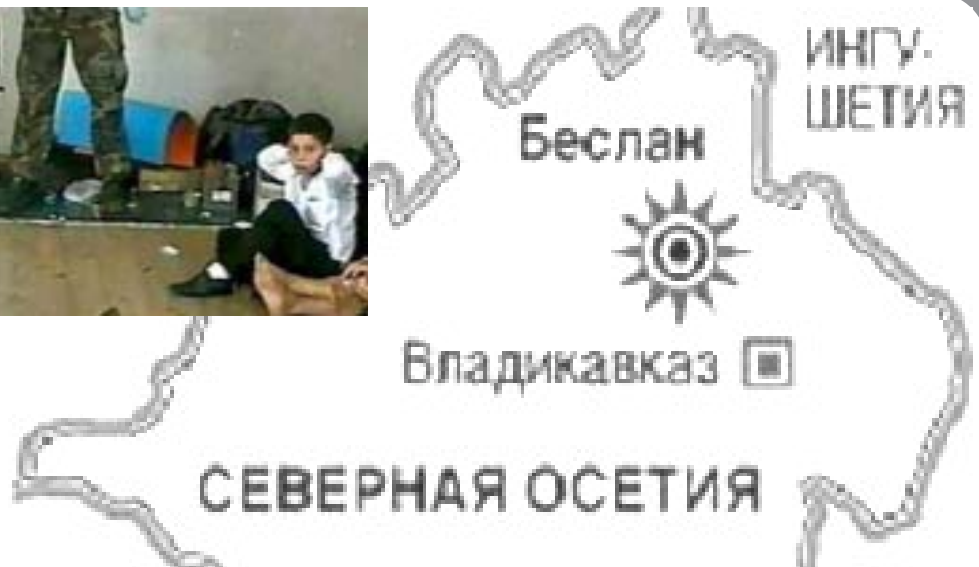 ИНГУ-
ШЕТИЯ
Беслан
Владикавказ
СЕВЕРНАЯ ОСЕТИЯ